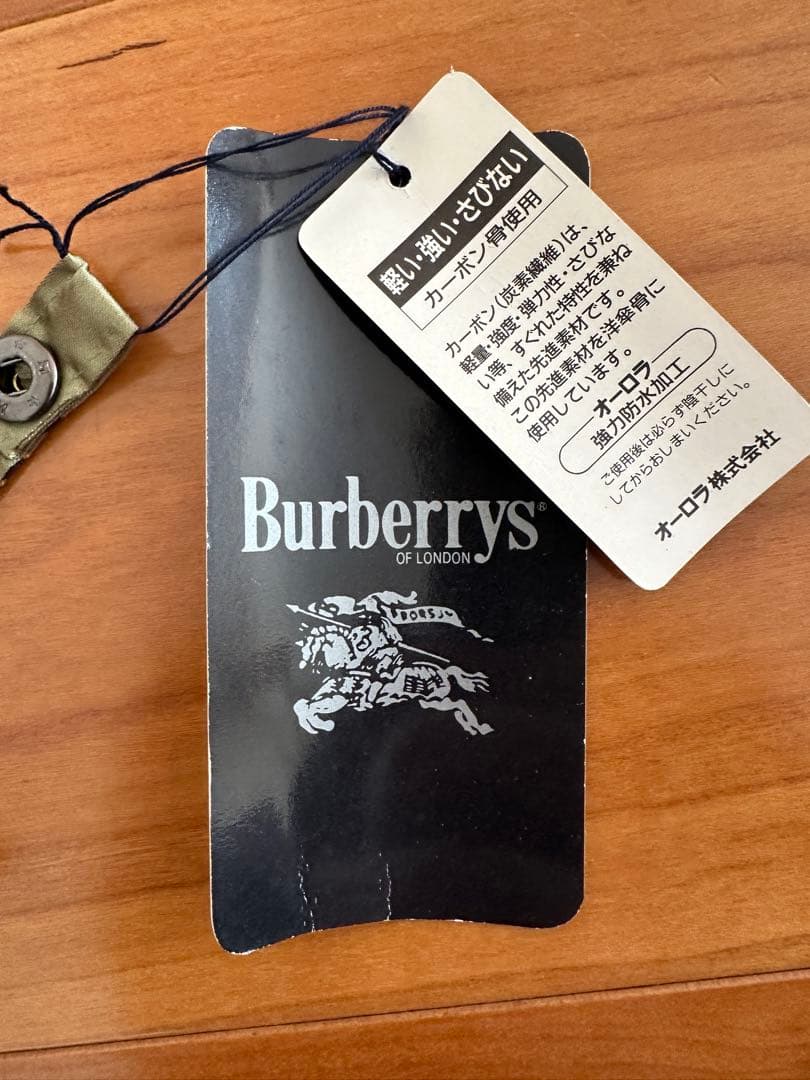 軽い・強い・さびない
カーボン骨使用
カーボン(炭素繊維)は、
軽量・強度・弾力性・さびな
い等、すぐれた特性を兼ね
備えた先進素材です。
この先進素材を洋傘骨に
使用しています。
オーロラ
強力防水加工
ご使用後は必らず陰干しに
してからおしまいください。
オーロラ株式会社
Burberrys®
OF LONDON